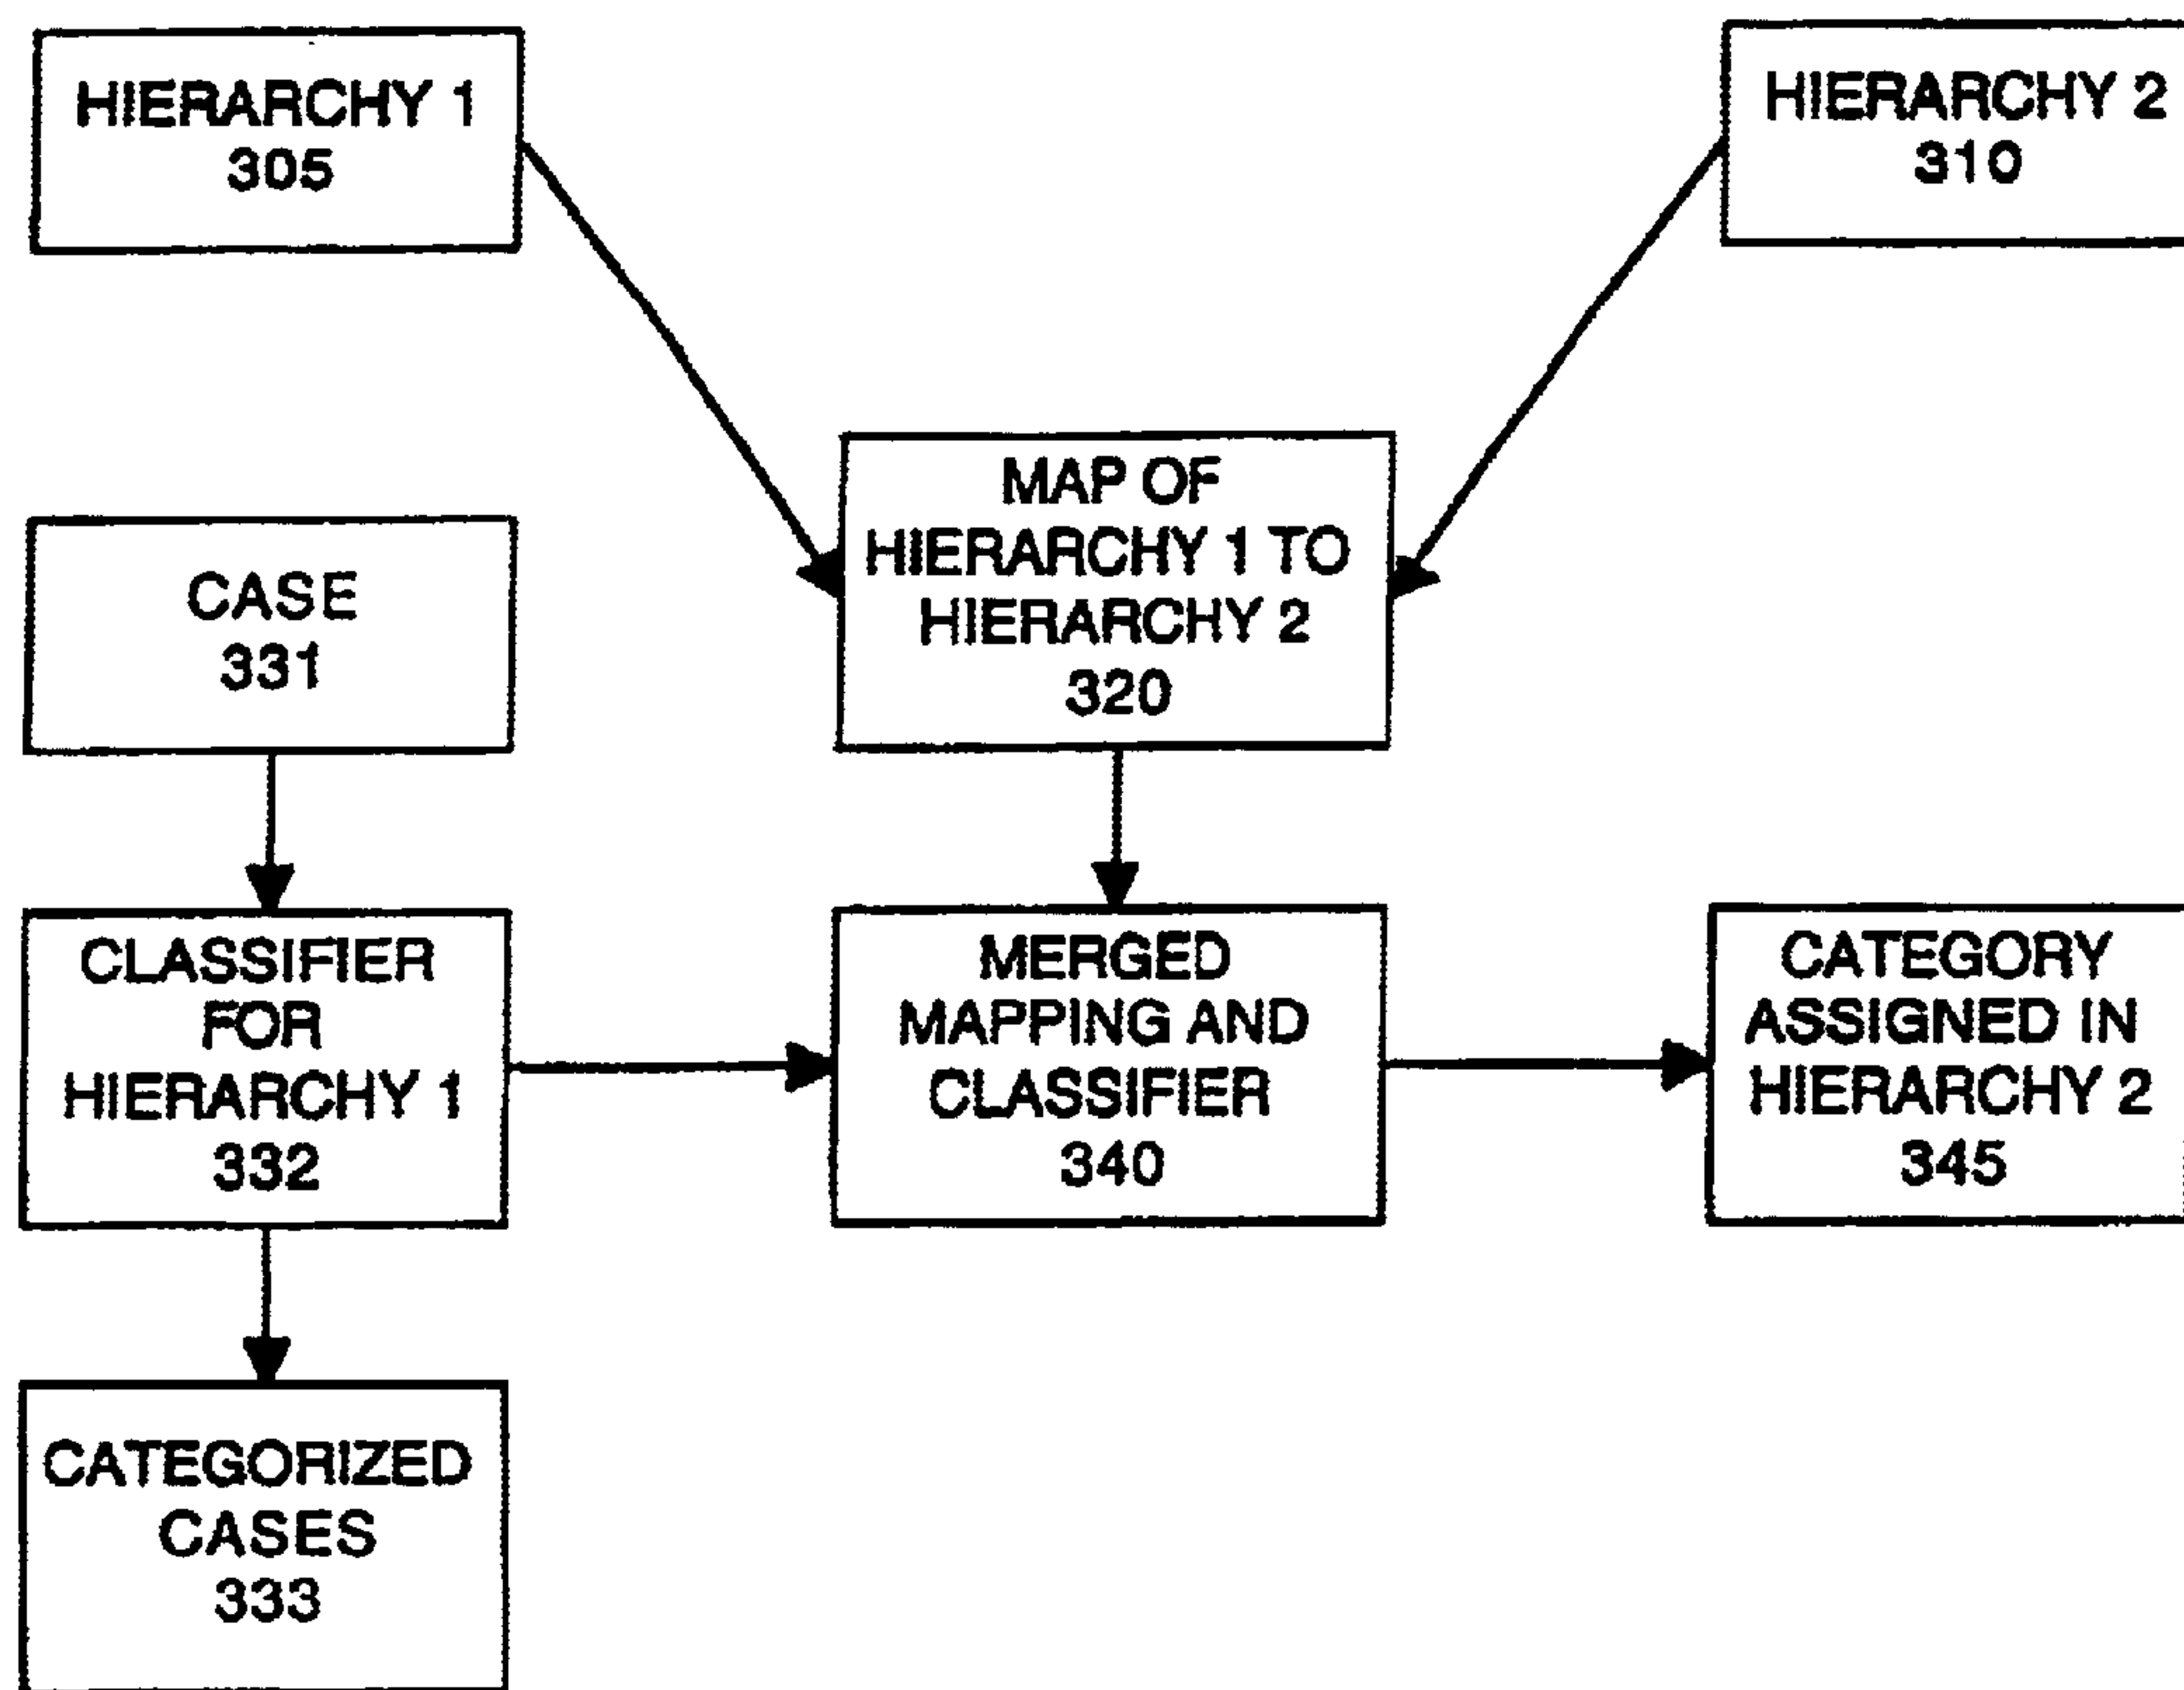 HIERARCHY 1
305
HIERARCHY 2
310
MAP OF
HIERARCHY 1 TO
HIERARCHY 2
320
CASE
331
CLASSIFIER
FOR
HIERARCHY 1
332
MERGED
MAPPING AND
CLASSIFIER
340
CATEGORY
ASSIGNED IN
HIERARCHY 2
345
CATEGORIZED
CASES
333